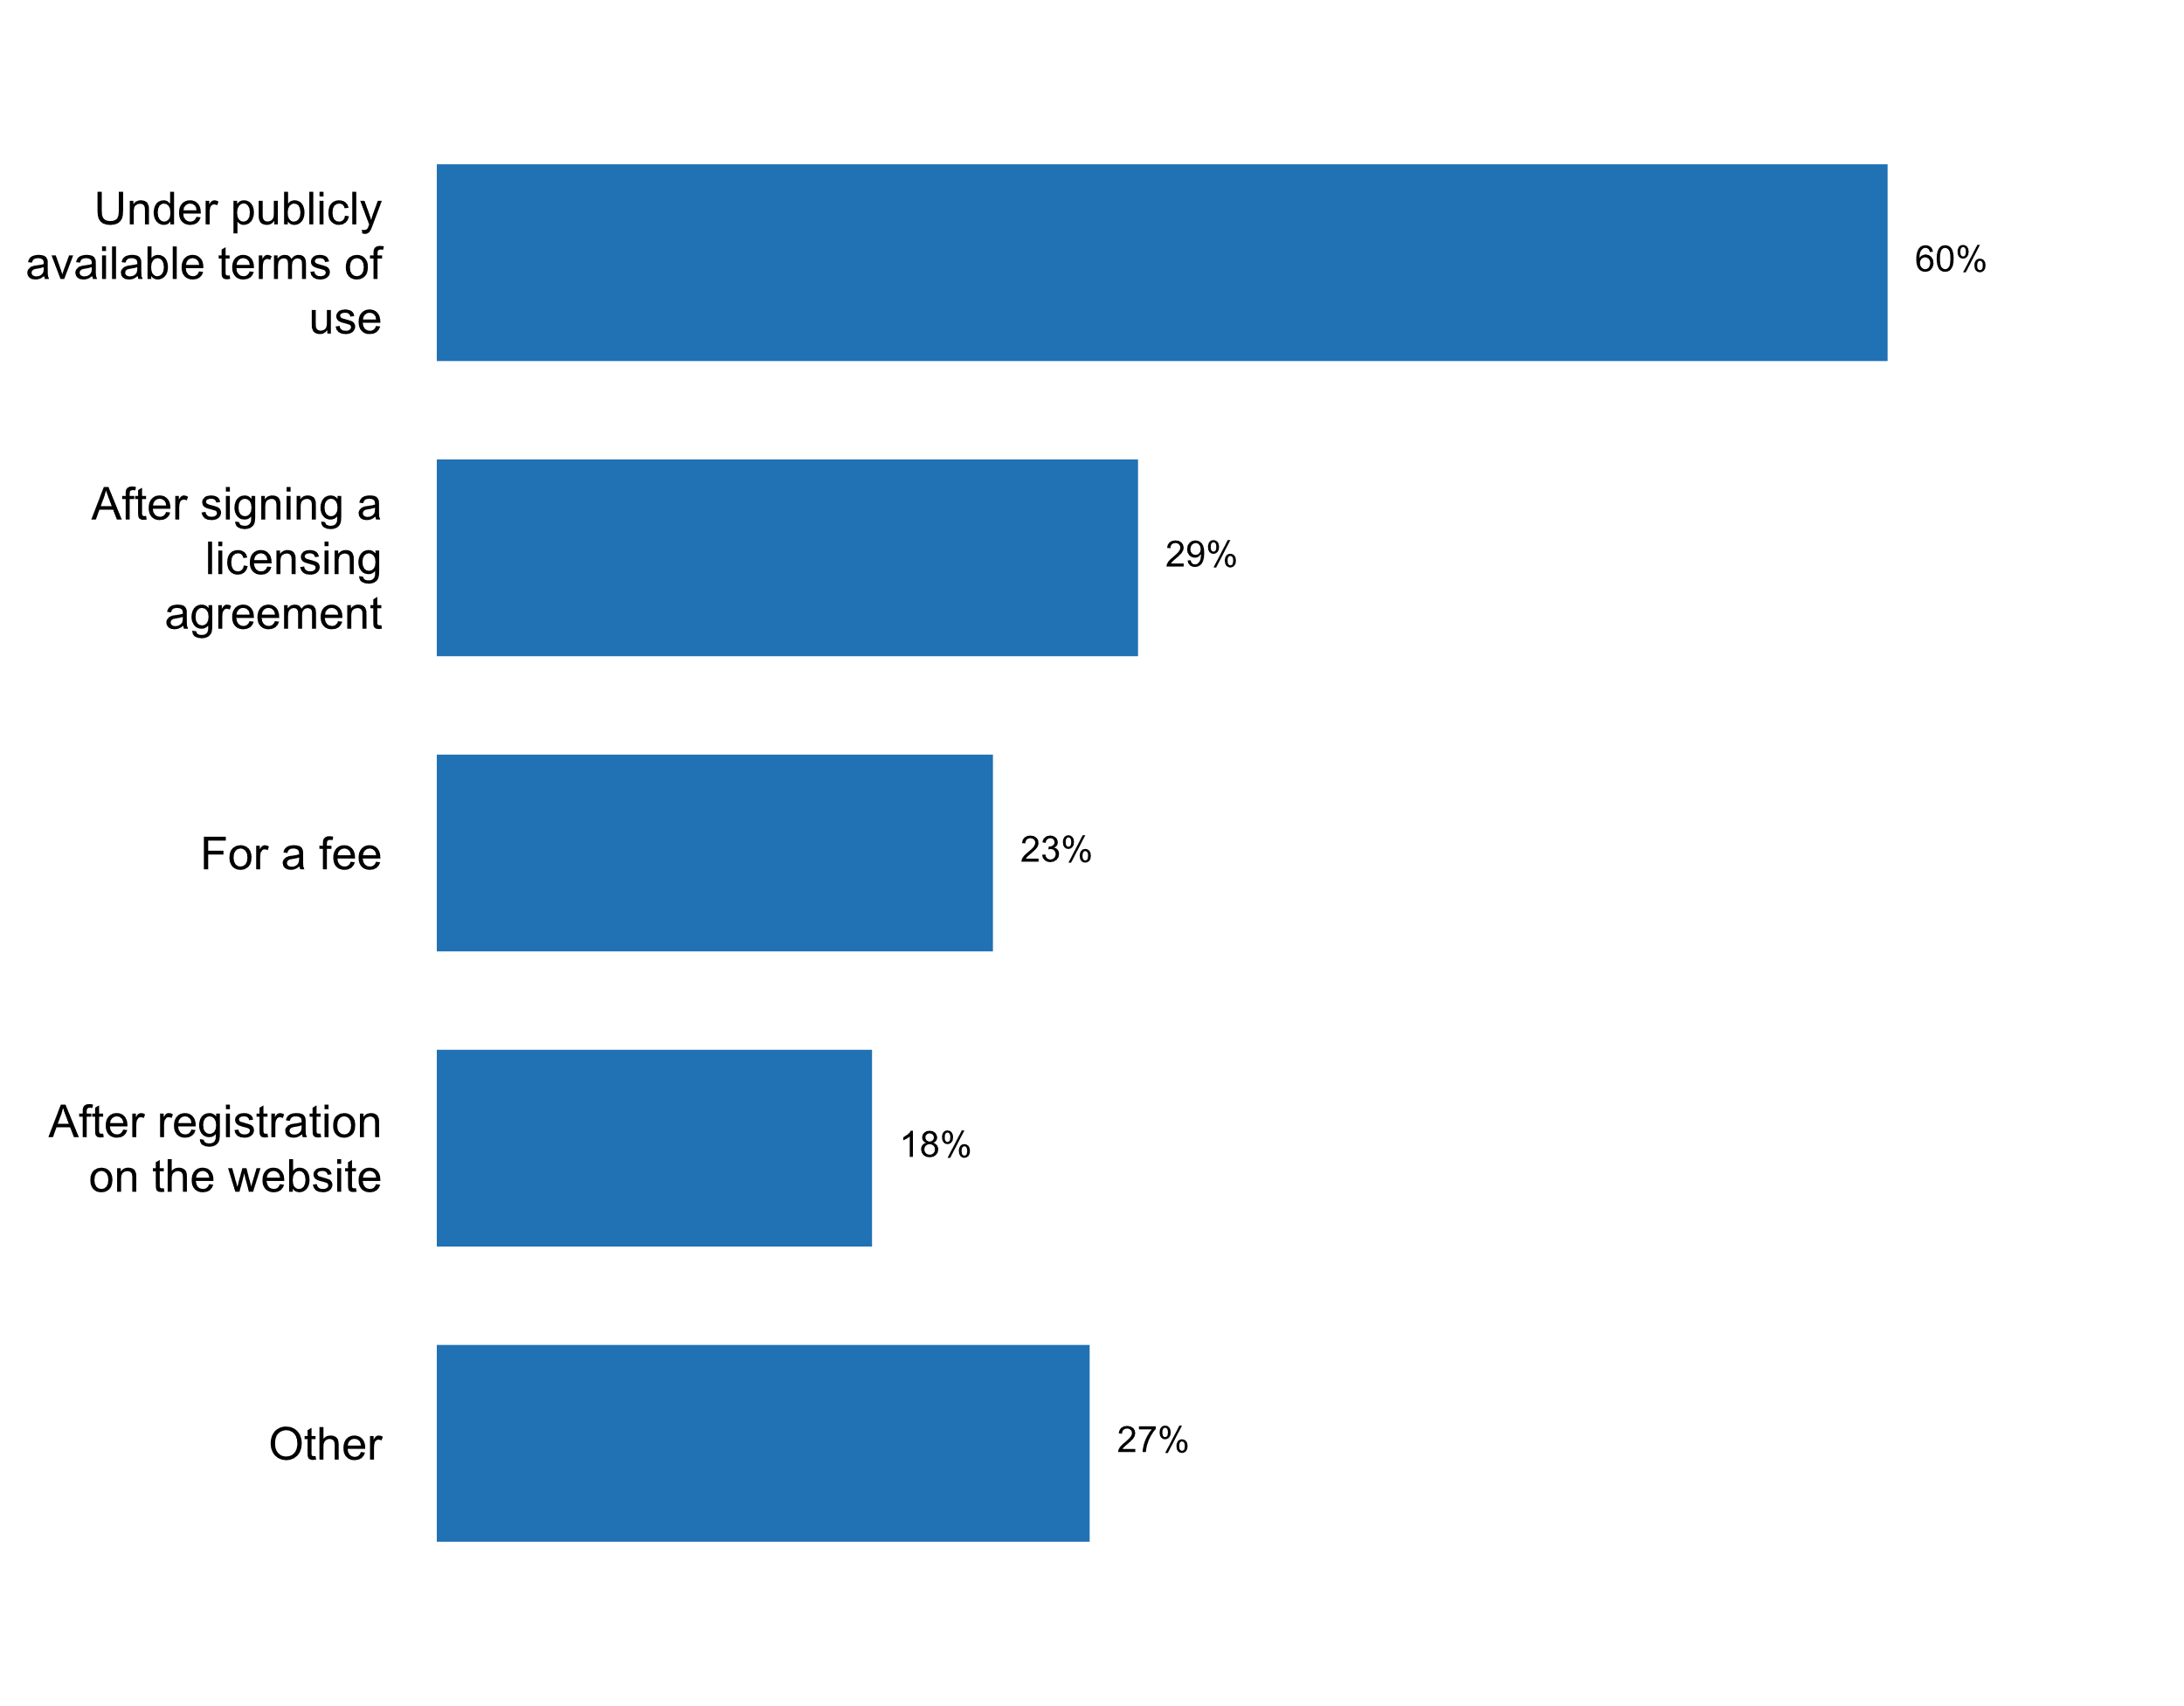 Under publicly
available terms of
use
60%
After signing a
licensing
agreement
29%
For a fee
23%
After registration
on the website
18%
Other
27%